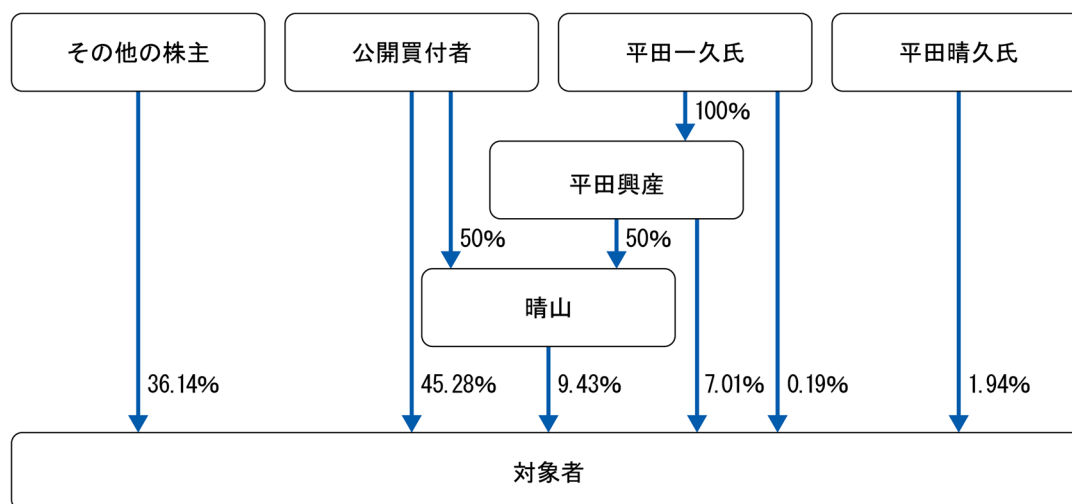 その他の株主
公開買付者
平田一久氏
平田晴久氏
100%
平田興産
50%
50%
晴山
36.14%
45.28%
9.43%
7.01%
0.19%
1.94%
対象者